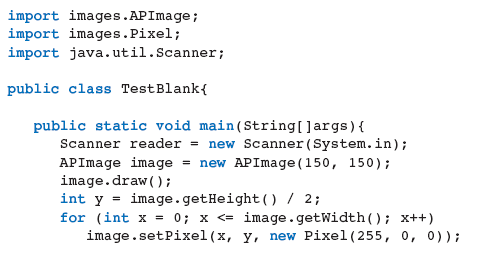 import images.APImage;
import images.Pixel;
import java.util.Scanner;
public class TestBlank{
public static void main(String[]args){
Scanner reader = new Scanner(System.in);
APImage image = new APImage(150, 150);
image.draw();
int y = image.getHeight() / 2;
for (int x = 0; x <= image.getWidth(); x++)
image.setPixel(x, y, new Pixel(255, 0, 0));